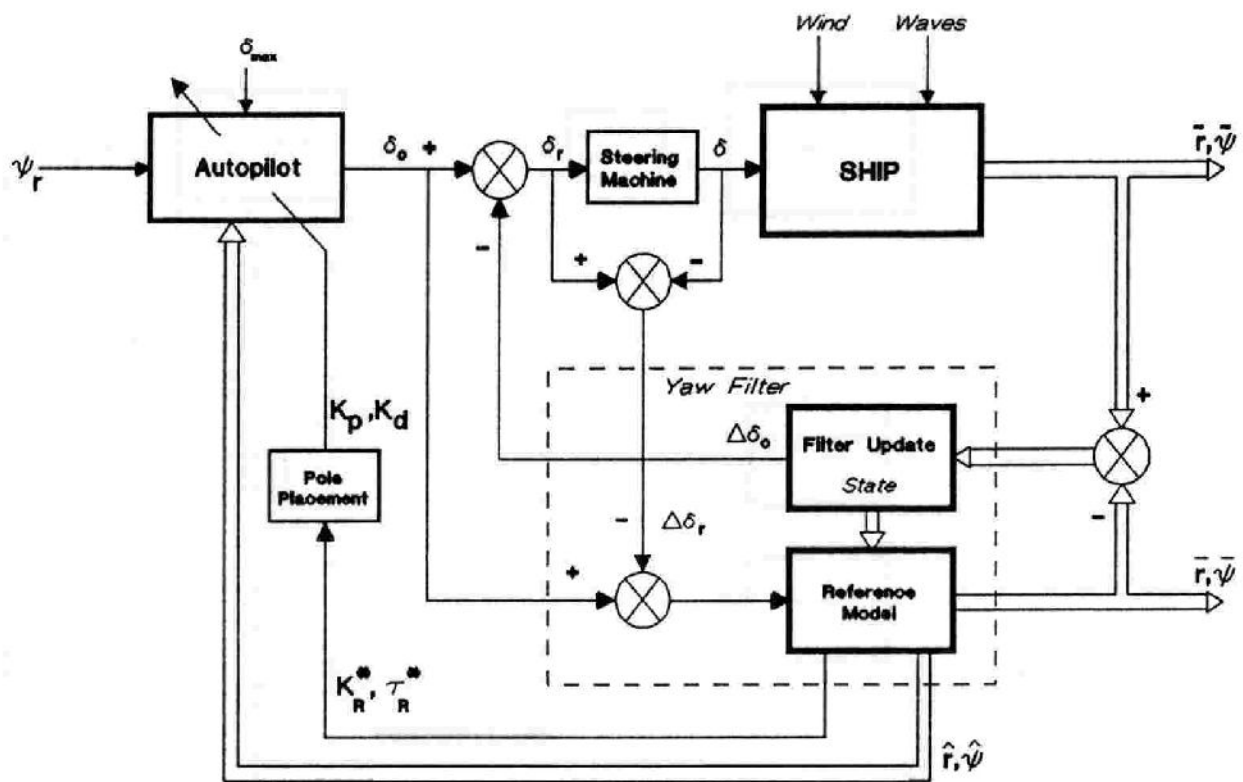 Wind
Waves
δmax
Autopilot
ψr
δo
+
δr
Steering
Machine
δ
SHIP
r̄, ψ̄
-
+
-
Yaw Filter
+
Kp, Kd
Δδo
Filter Update
State
Pole
Placement
-
Δδr
-
+
Reference
Model
r̄, ψ̄
K*R, τ*R
r̂, ψ̂